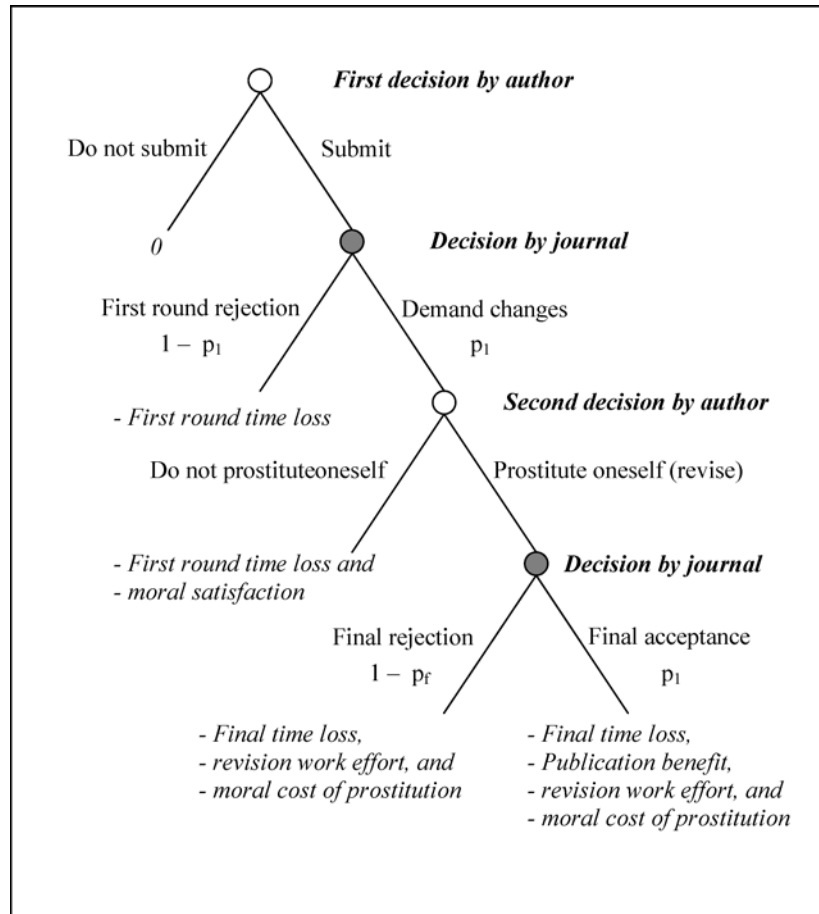 First decision by author
Do not submit
Submit
0
Decision by journal
First round rejection
Demand changes
1 – p₁
p₁
- First round time loss
Second decision by author
Do not prostituteoneself
Prostitute oneself (revise)
- First round time loss and
- moral satisfaction
Decision by journal
Final rejection
Final acceptance
1 – p_f
p₁
- Final time loss,
- revision work effort, and
- moral cost of prostitution
- Final time loss,
- Publication benefit,
- revision work effort, and
- moral cost of prostitution